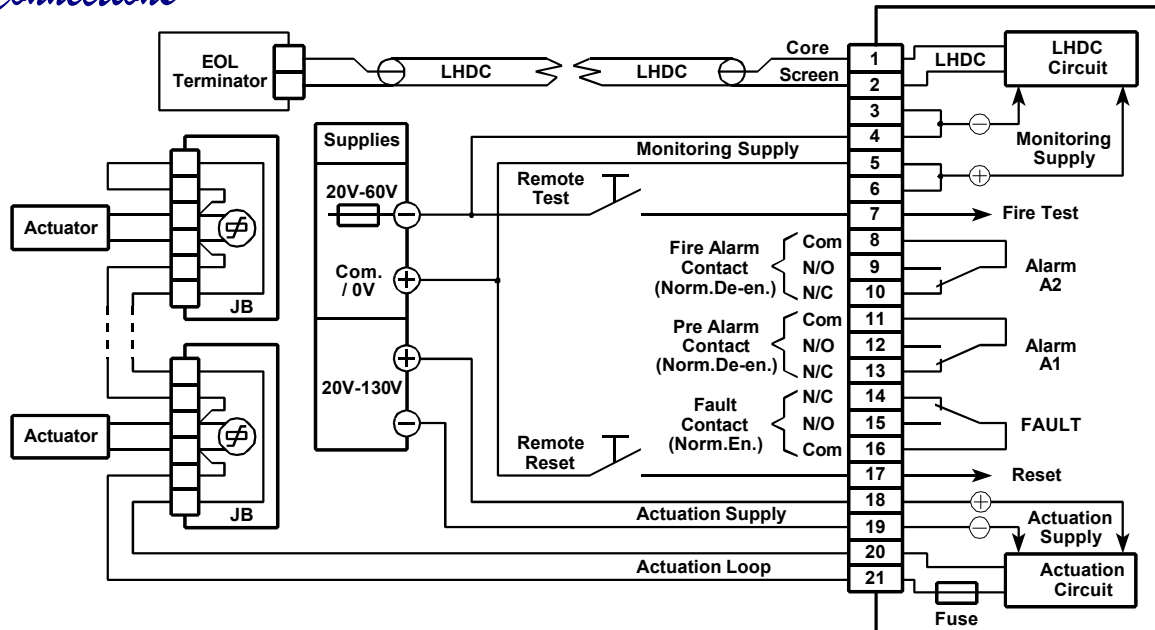 Connections
EOL
Terminator
LHDC
LHDC
Core
Screen
1
2
3
4
5
6
7
8
9
10
11
12
13
14
15
16
17
18
19
20
21
LHDC
LHDC
Circuit
Monitoring
Supply
Supplies
20V-60V
Com.
/ 0V
20V-130V
Monitoring Supply
Remote
Test
Fire Test
Actuator
JB
Fire Alarm
Contact
(Norm.De-en.)
Com
N/O
N/C
Alarm
A2
Pre Alarm
Contact
(Norm.De-en.)
Com
N/O
N/C
Alarm
A1
Fault
Contact
(Norm.En.)
N/C
N/O
Com
FAULT
Actuator
JB
Remote
Reset
Reset
Actuation Supply
Actuation
Supply
Actuation Loop
Actuation
Circuit
Fuse